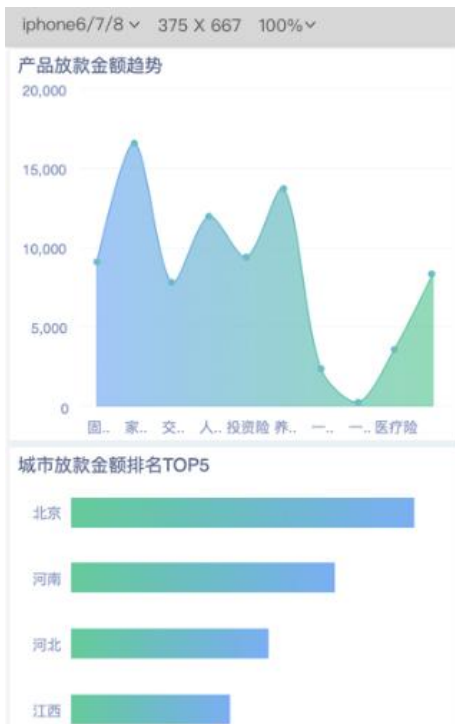 iphone6/7/8 375 X 667 100%
产品放款金额趋势
20,000
15,000
10,000
5,000
0
固.. 家.. 交.. 人.. 投资险 养.. 一.. 一.. 医疗险
城市放款金额排名TOP5
北京
河南
河北
江西